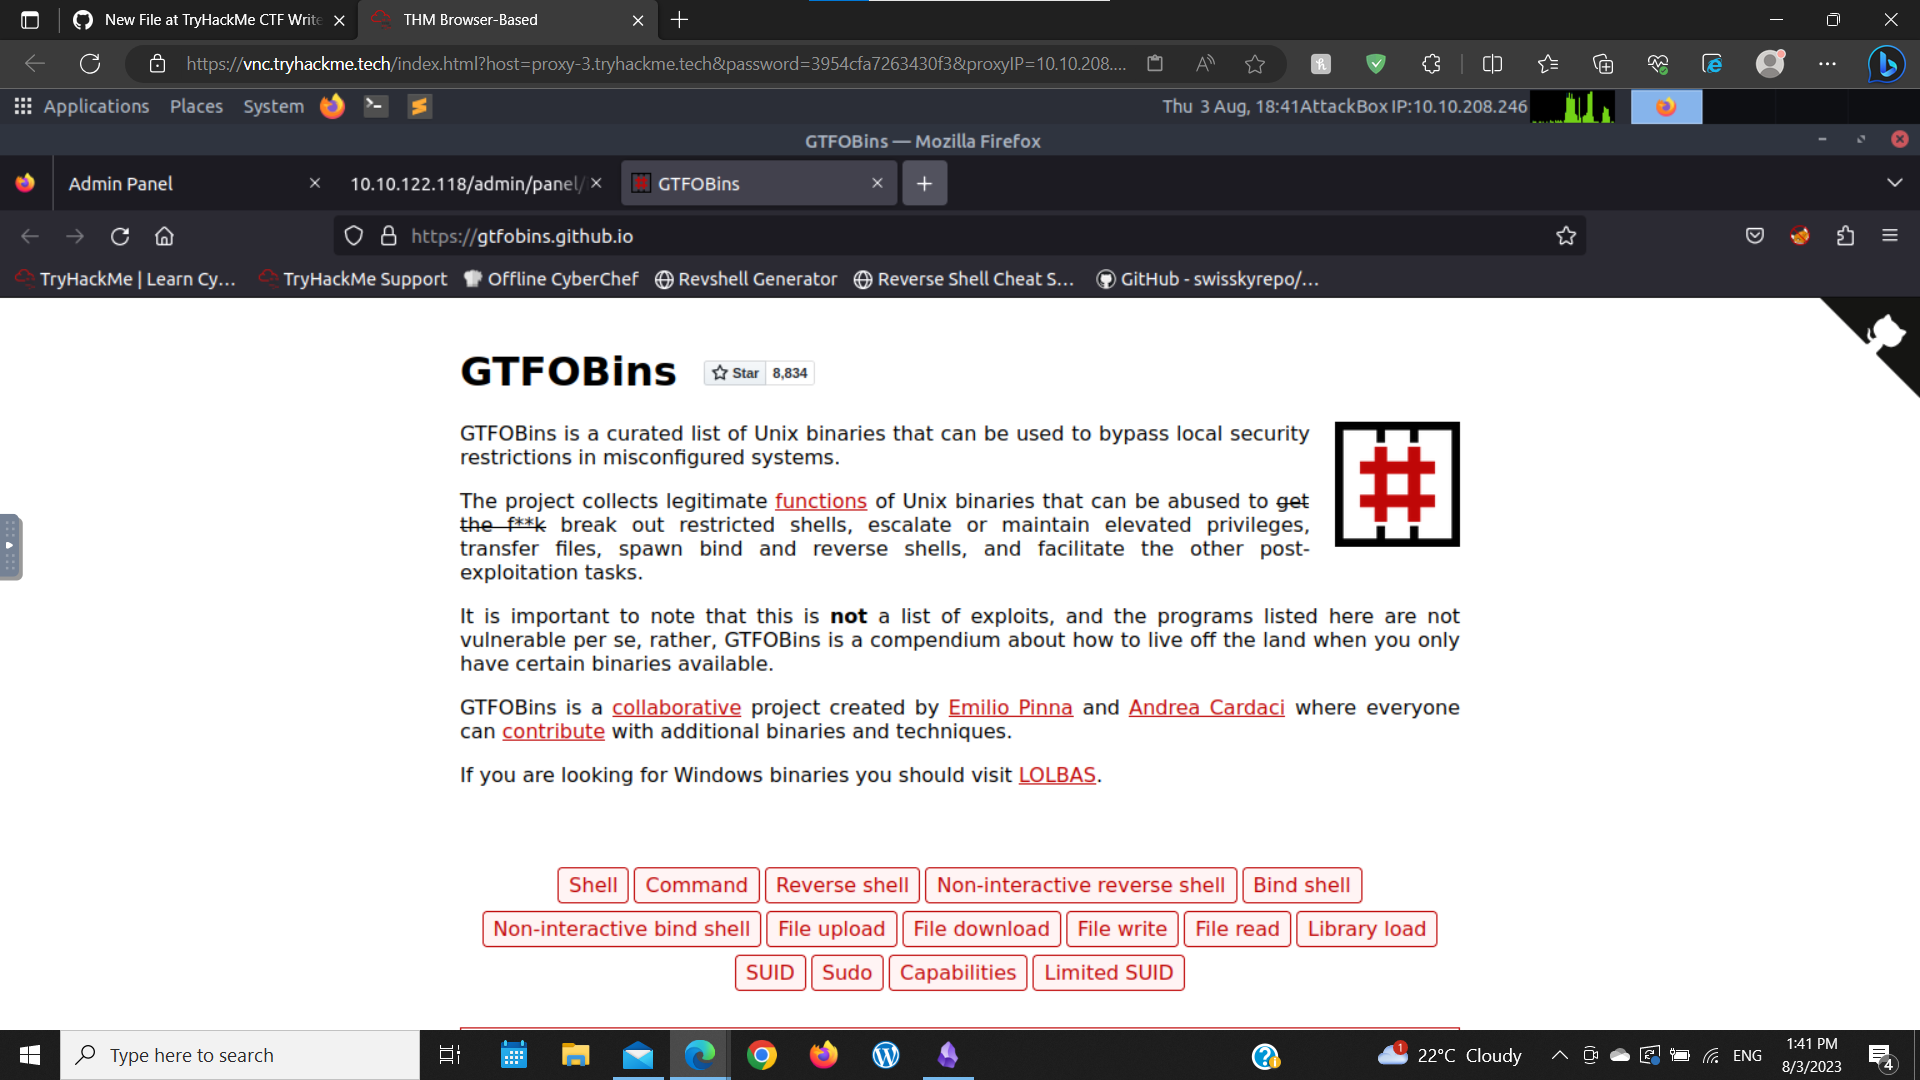 New File at TryHackMe CTF Write
THM Browser-Based
https://vnc.tryhackme.tech/index.html?host=proxy-3.tryhackme.tech&password=3954cfa7263430f3&proxyIP=10.10.208....
Applications Places System
Thu 3 Aug, 18:41 AttackBox IP:10.10.208.246
GTFOBins — Mozilla Firefox
Admin Panel
10.10.122.118/admin/panel/
GTFOBins
https://gtfobins.github.io
TryHackMe | Learn Cy... TryHackMe Support Offline CyberChef Revshell Generator Reverse Shell Cheat S... GitHub - swisskyrepo/...
GTFOBins
Star 8,834
GTFOBins is a curated list of Unix binaries that can be used to bypass local security
restrictions in misconfigured systems.
The project collects legitimate functions of Unix binaries that can be abused to get
the f**k break out restricted shells, escalate or maintain elevated privileges,
transfer files, spawn bind and reverse shells, and facilitate the other post-
exploitation tasks.
It is important to note that this is not a list of exploits, and the programs listed here are not
vulnerable per se, rather, GTFOBins is a compendium about how to live off the land when you only
have certain binaries available.
GTFOBins is a collaborative project created by Emilio Pinna and Andrea Cardaci where everyone
can contribute with additional binaries and techniques.
If you are looking for Windows binaries you should visit LOLBAS.
Shell Command Reverse shell Non-interactive reverse shell Bind shell
Non-interactive bind shell File upload File download File write File read Library load
SUID Sudo Capabilities Limited SUID
Type here to search
1
22°C Cloudy
ENG
1:41 PM
8/3/2023
4